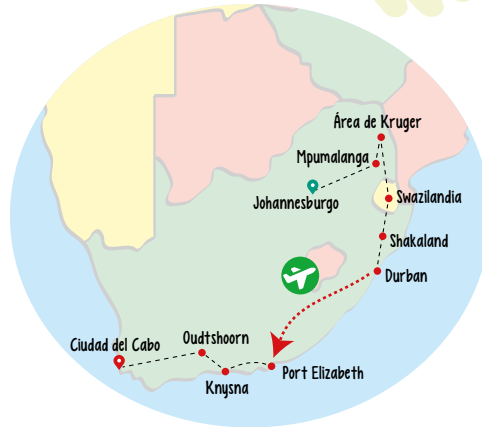 Área de Kruger
Mpumalanga
Johannesburgo
Swazilandia
Shakaland
Durban
Ciudad del Cabo
Oudtshoorn
Knysna
Port Elizabeth